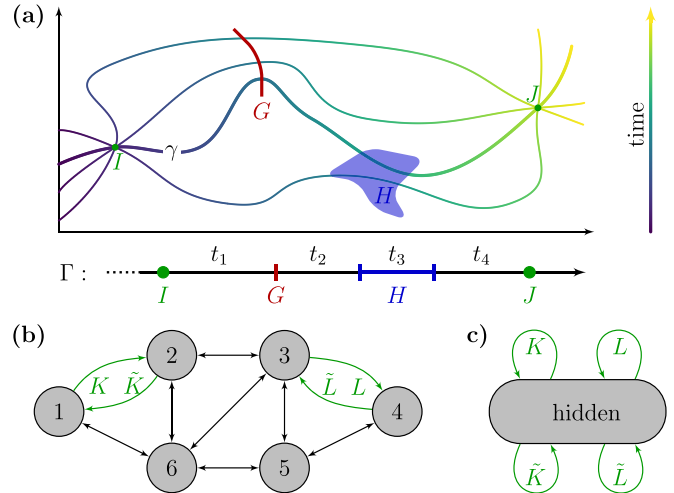 (a)
J
G
γ
I
H
time
Γ :
t₁ t₂ t₃ t₄
I G H J
(b)
2 3
K K̃ L̃ L
1 4
6 5
c)
K L
hidden
K̃ L̃